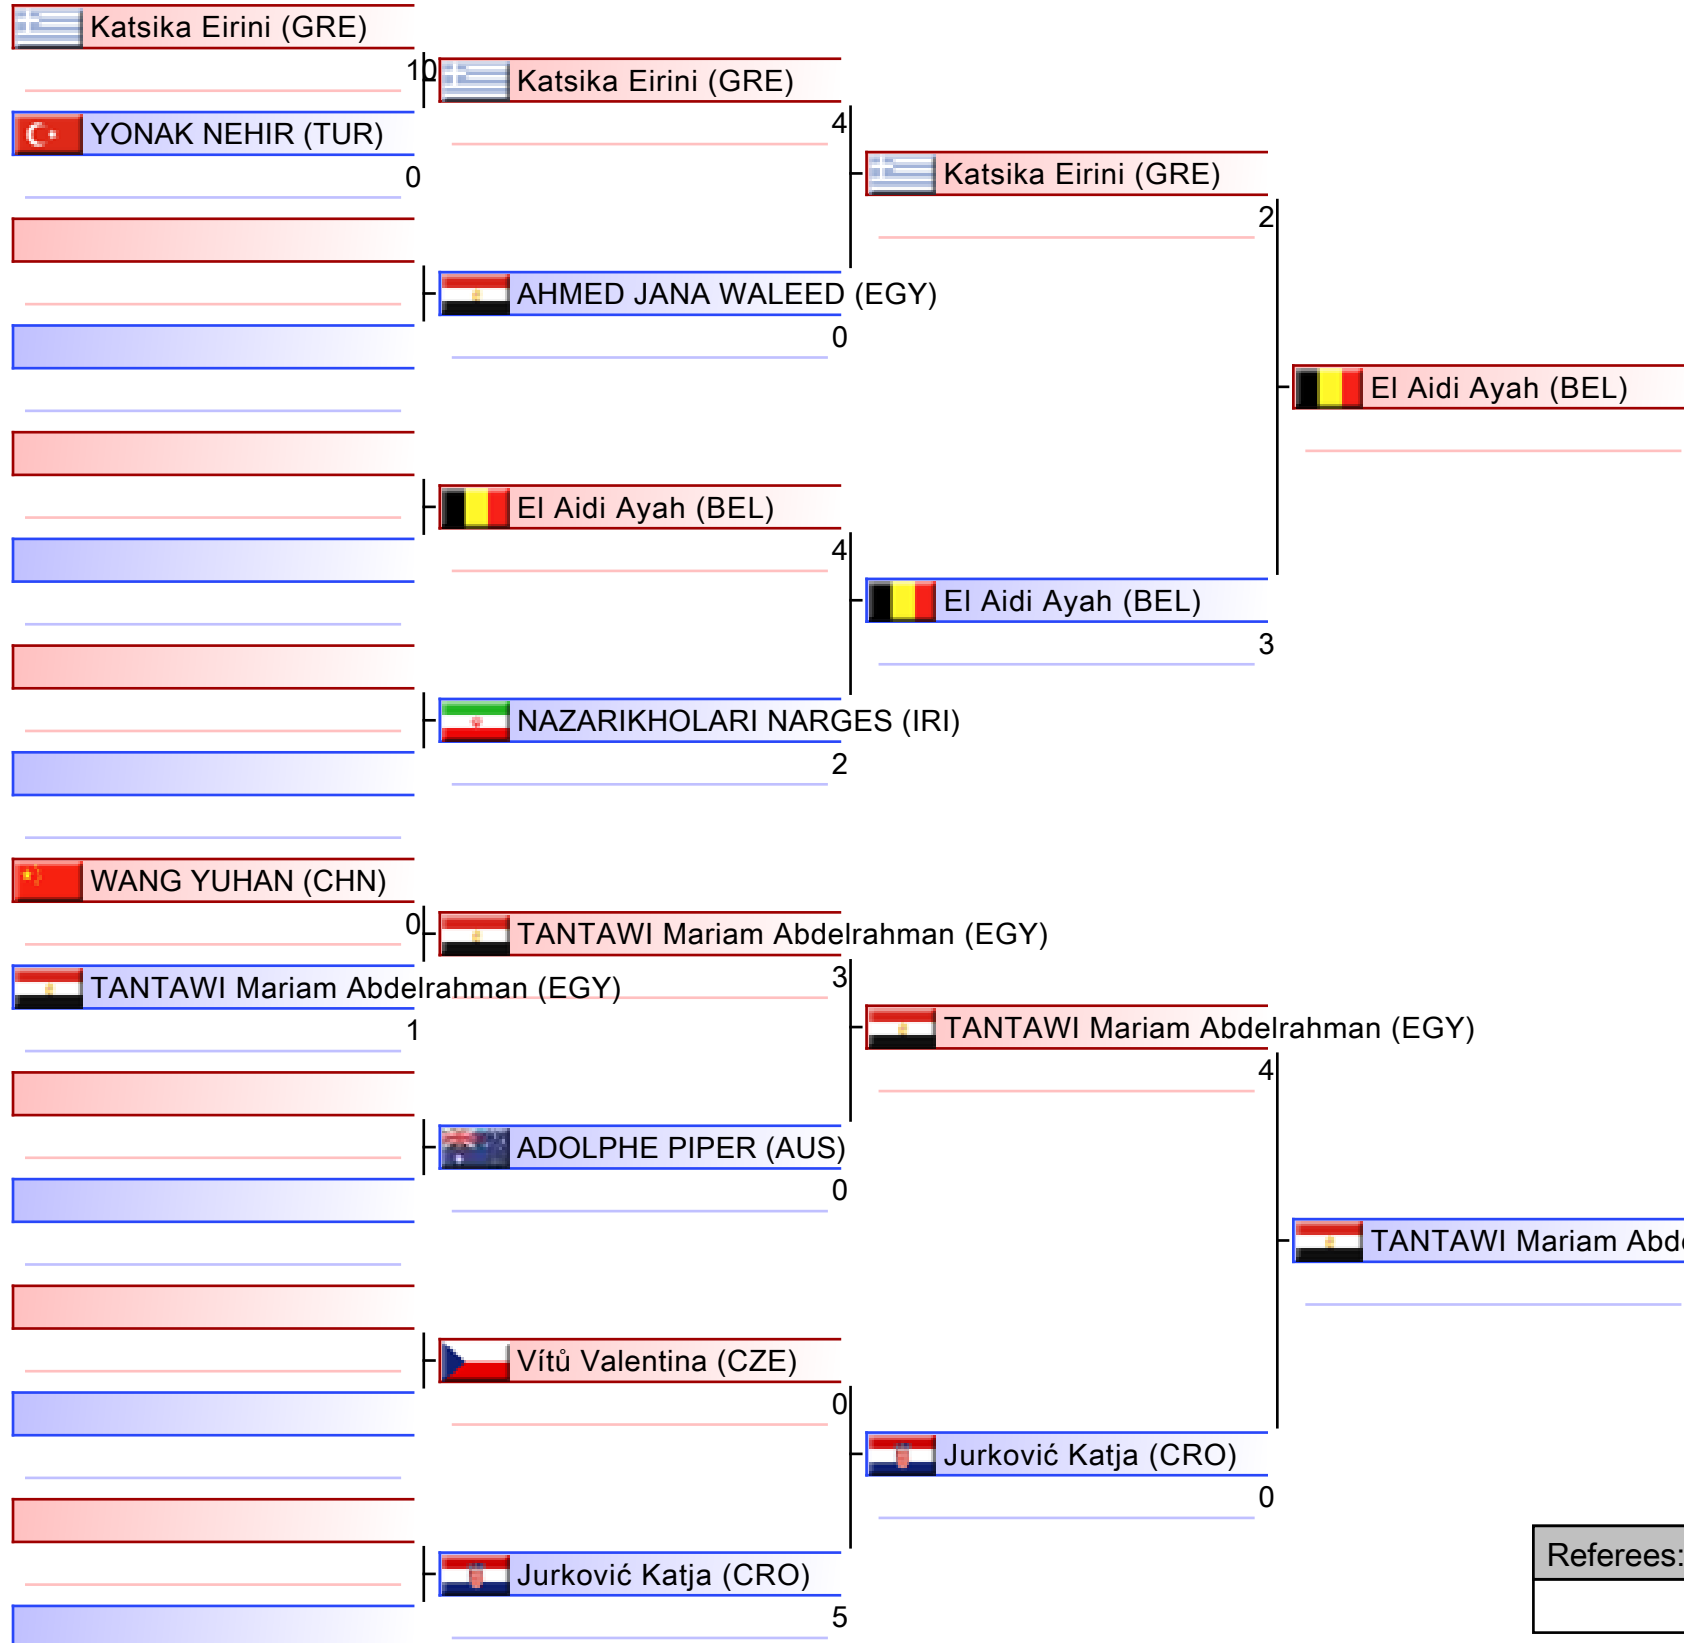 Katsika Eirini (GRE)
10
YONAK NEHIR (TUR)
0
WANG YUHAN (CHN)
0
TANTAWI Mariam Abdelrahman (EGY)
1
Katsika Eirini (GRE)
4
AHMED JANA WALEED (EGY)
0
El Aidi Ayah (BEL)
4
NAZARIKHOLARI NARGES (IRI)
2
TANTAWI Mariam Abdelrahman (EGY)
3
ADOLPHE PIPER (AUS)
0
Vítů Valentina (CZE)
0
Jurković Katja (CRO)
5
Katsika Eirini (GRE)
2
El Aidi Ayah (BEL)
3
TANTAWI Mariam Abdelrahman (EGY)
4
Jurković Katja (CRO)
0
El Aidi Ayah (BEL)
TANTAWI Mariam Abd
Referees: